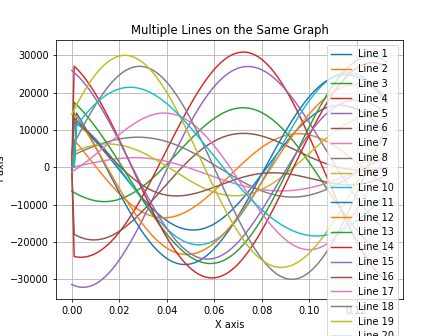 Multiple Lines on the Same Graph
30000
20000
10000
0
-10000
-20000
-30000
0.00
0.02
0.04
0.06
0.08
0.10
X axis
Line 1
Line 2
Line 3
Line 4
Line 5
Line 6
Line 7
Line 8
Line 9
Line 10
Line 11
Line 12
Line 13
Line 14
Line 15
Line 16
Line 17
Line 18
Line 19
Line 20